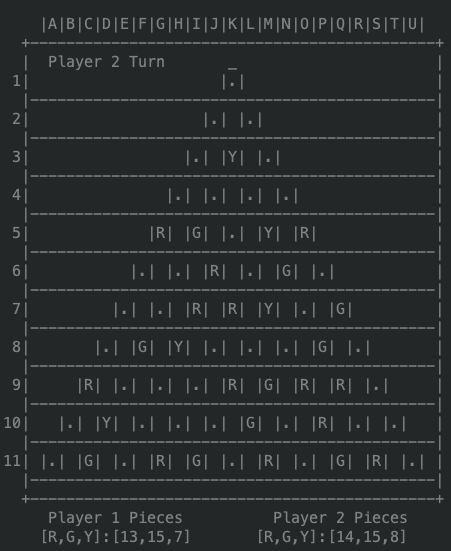 |A|B|C|D|E|F|G|H|I|J|K|L|M|N|O|P|Q|R|S|T|U|
  +---------------------------------------------+
  |  Player 2 Turn       _                      |
 1|                     |.|                     |
  |---------------------------------------------|
 2|                   |.| |.|                   |
  |---------------------------------------------|
 3|                 |.| |Y| |.|                 |
  |---------------------------------------------|
 4|               |.| |.| |.| |.|               |
  |---------------------------------------------|
 5|             |R| |G| |.| |Y| |R|             |
  |---------------------------------------------|
 6|           |.| |.| |R| |.| |G| |.|           |
  |---------------------------------------------|
 7|         |.| |.| |R| |R| |Y| |.| |G|         |
  |---------------------------------------------|
 8|       |.| |G| |Y| |.| |.| |.| |G| |.|       |
  |---------------------------------------------|
 9|     |R| |.| |.| |.| |R| |G| |R| |R| |.|     |
  |---------------------------------------------|
10|   |.| |Y| |.| |.| |.| |G| |.| |R| |.| |.|   |
  |---------------------------------------------|
11| |.| |G| |.| |R| |G| |.| |R| |.| |G| |R| |.| |
  |---------------------------------------------|
  +---------------------------------------------+
     Player 1 Pieces          Player 2 Pieces
    [R,G,Y]:[13,15,7]       [R,G,Y]:[14,15,8]